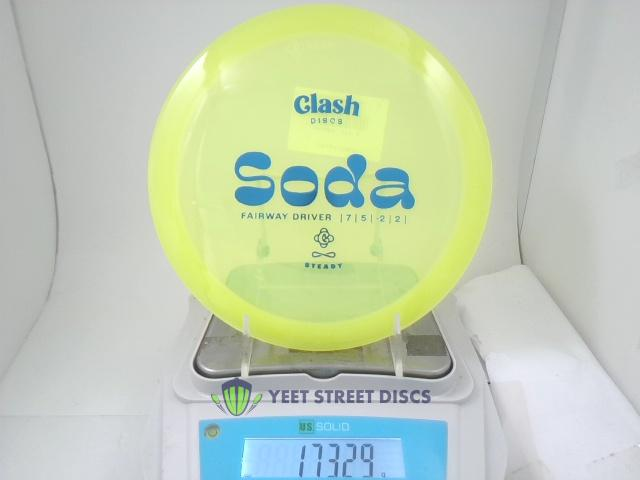 Clash
DISCS
Soda
FAIRWAY DRIVER |7|5|-2|2|
STEADY
YEET STREET DISCS
US SOLID
173.29 g